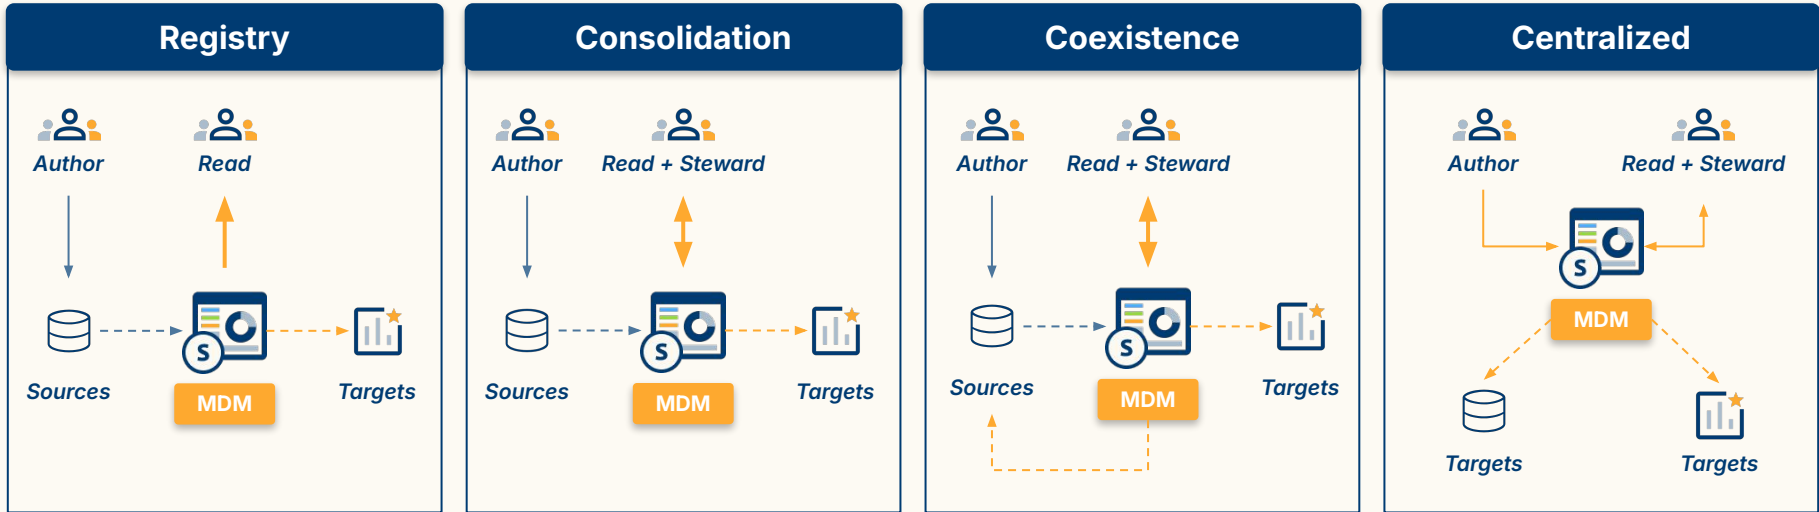 Registry
Author
Read
S
Sources
MDM
Targets
Consolidation
Author
Read + Steward
S
Sources
MDM
Targets
Coexistence
Author
Read + Steward
S
Sources
MDM
Targets
Centralized
Author
Read + Steward
S
MDM
Targets
Targets